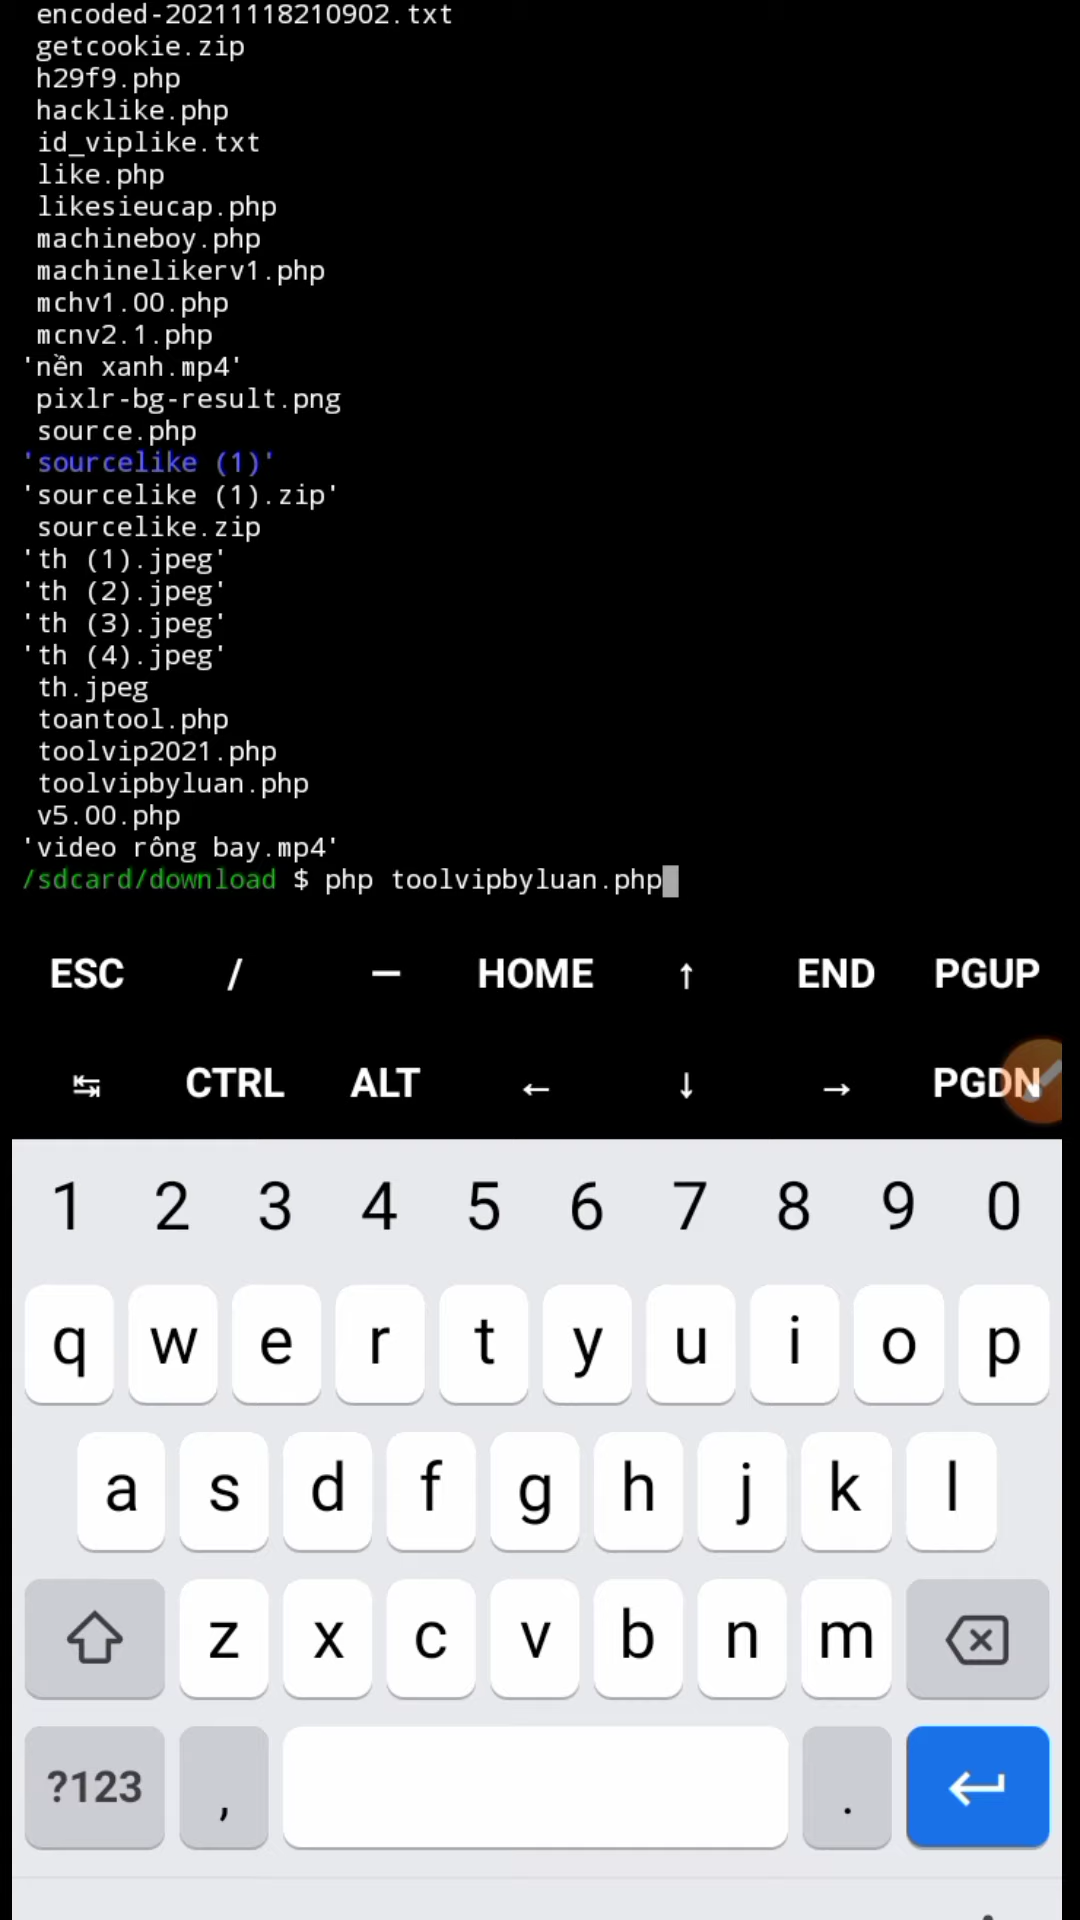 encoded-20211118210902.txt
getcookie.zip
h29f9.php
hacklike.php
id_viplike.txt
like.php
likesieucap.php
machineboy.php
machinelikerv1.php
mchv1.00.php
mcnv2.1.php
'nền xanh.mp4'
pixlr-bg-result.png
source.php
'sourcelike (1)'
'sourcelike (1).zip'
sourcelike.zip
'th (1).jpeg'
'th (2).jpeg'
'th (3).jpeg'
'th (4).jpeg'
th.jpeg
toantool.php
toolvip2021.php
toolvipbyluan.php
v5.00.php
'video rông bay.mp4'
/sdcard/download $ php toolvipbyluan.php
ESC / — HOME ↑ END PGUP
↹ CTRL ALT ← ↓ → PGDN
1 2 3 4 5 6 7 8 9 0
q w e r t y u i o p
a s d f g h j k l
z x c v b n m
?123 , .